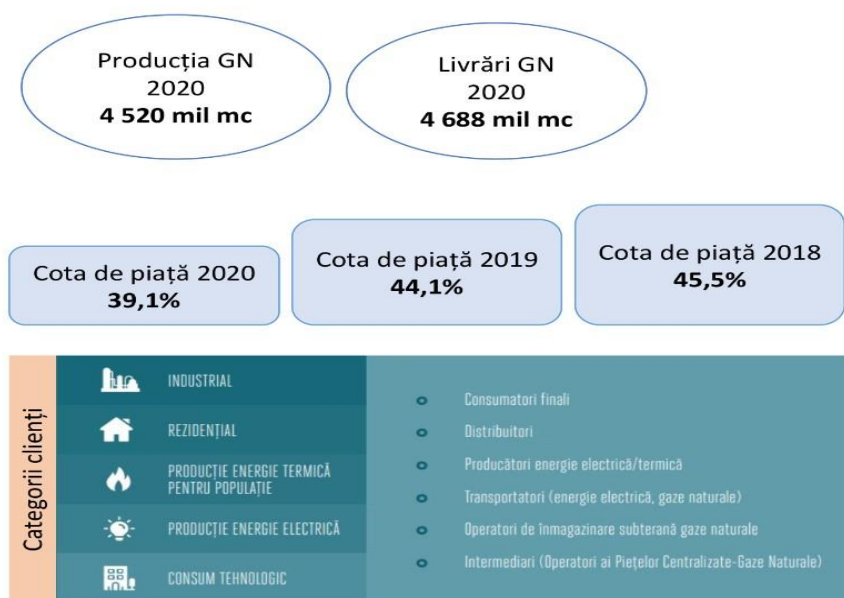 Producția GN
2020
4 520 mil mc
Livrări GN
2020
4 688 mil mc
Cota de piață 2020
39,1%
Cota de piață 2019
44,1%
Cota de piață 2018
45,5%
Categorii clienți
INDUSTRIAL
REZIDENȚIAL
PRODUCȚIE ENERGIE TERMICĂ
PENTRU POPULAȚIE
PRODUCȚIE ENERGIE ELECTRICĂ
CONSUM TEHNOLOGIC
Consumatori finali
Distribuitori
Producători energie electrică/termică
Transportatori (energie electrică, gaze naturale)
Operatori de înmagazinare subterană gaze naturale
Intermediari (Operatori ai Piețelor Centralizate-Gaze Naturale)